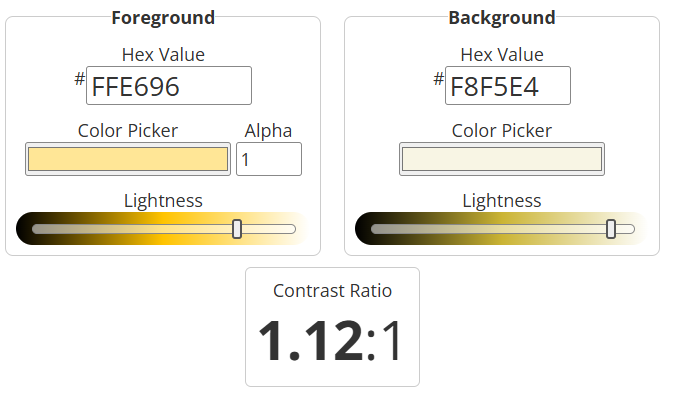 Foreground
Hex Value
# FFE696
Color Picker Alpha
1
Lightness
Background
Hex Value
# F8F5E4
Color Picker
Lightness
Contrast Ratio
1.12:1